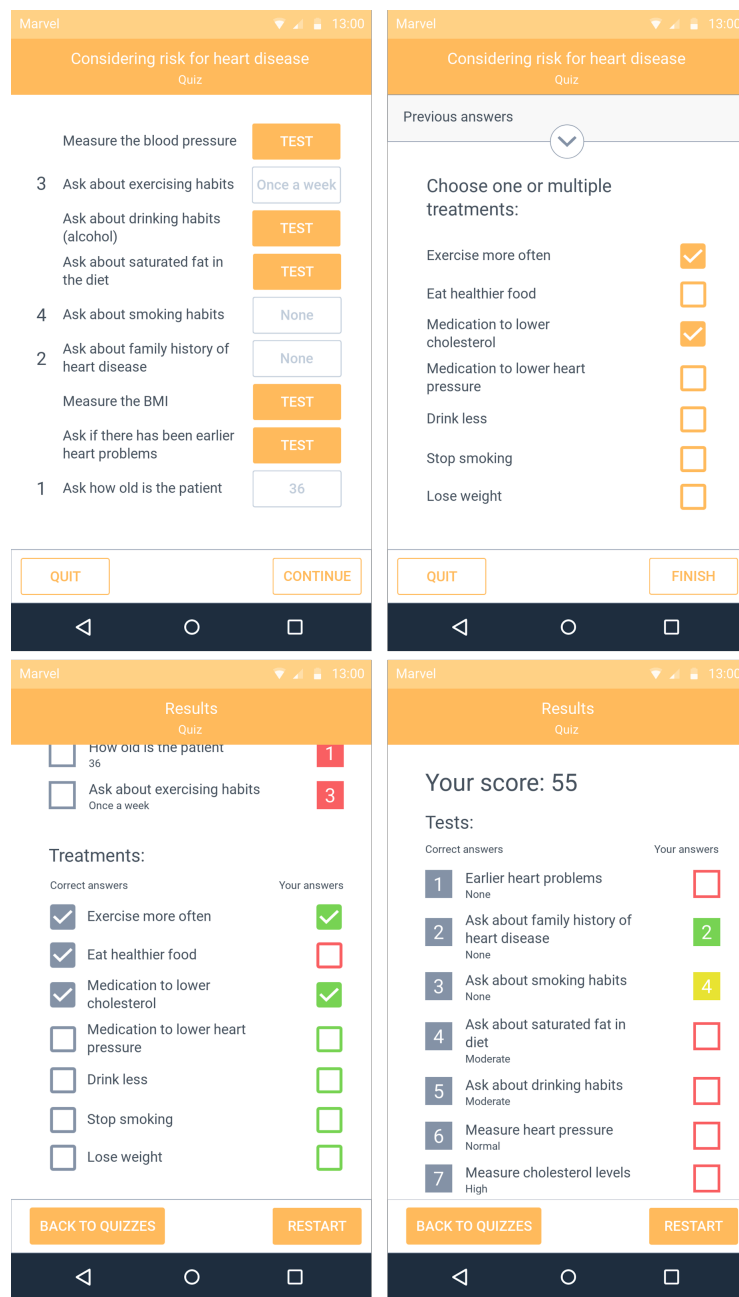 Marvel 13:00
Considering risk for heart disease
Quiz
Measure the blood pressure TEST
3 Ask about exercising habits Once a week
Ask about drinking habits
(alcohol) TEST
Ask about saturated fat in
the diet TEST
4 Ask about smoking habits None
2 Ask about family history of
heart disease None
Measure the BMI TEST
Ask if there has been earlier
heart problems TEST
1 Ask how old is the patient 36
QUIT CONTINUE
Marvel 13:00
Considering risk for heart disease
Quiz
Previous answers
Choose one or multiple
treatments:
Exercise more often
Eat healthier food
Medication to lower
cholesterol
Medication to lower heart
pressure
Drink less
Stop smoking
Lose weight
QUIT FINISH
Marvel 13:00
Results
Quiz
How old is the patient 1
36
Ask about exercising habits 3
Once a week
Treatments:
Correct answers Your answers
Exercise more often
Eat healthier food
Medication to lower
cholesterol
Medication to lower heart
pressure
Drink less
Stop smoking
Lose weight
BACK TO QUIZZES RESTART
Marvel 13:00
Results
Quiz
Your score: 55
Tests:
Correct answers Your answers
1 Earlier heart problems
None
2 Ask about family history of
heart disease 2
None
3 Ask about smoking habits 4
None
4 Ask about saturated fat in
diet
Moderate
5 Ask about drinking habits
Moderate
6 Measure heart pressure
Normal
7 Measure cholesterol levels
High
BACK TO QUIZZES RESTART